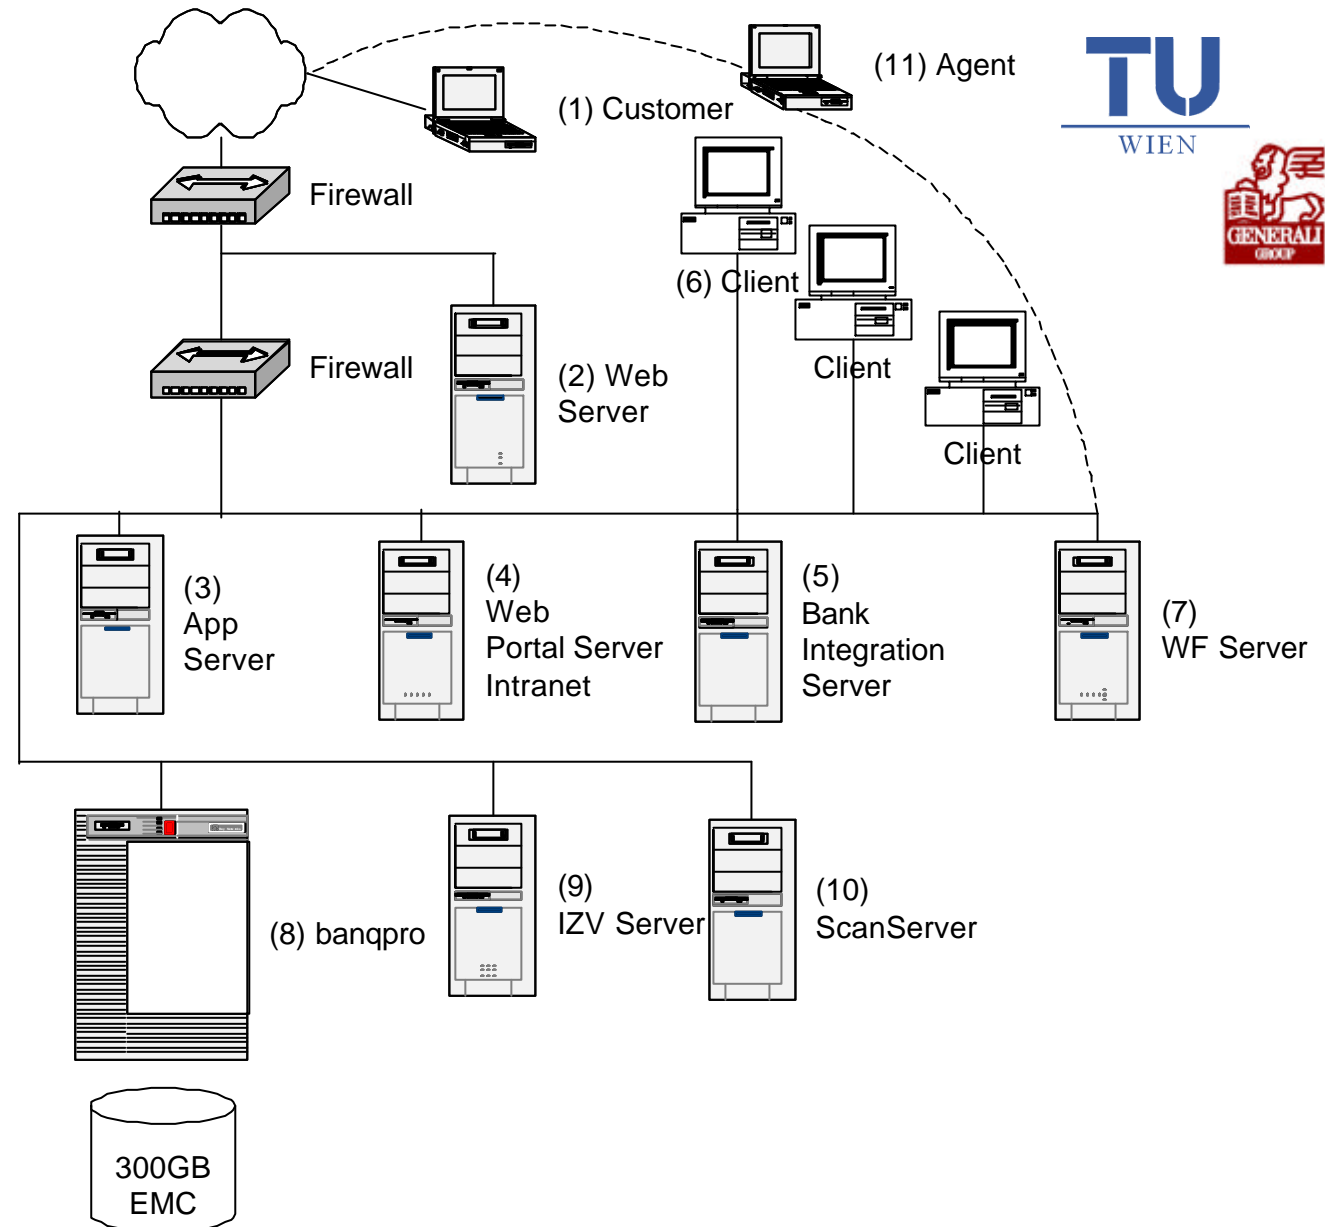 (11) Agent
TU
WIEN
(1) Customer
GENERALI
GROUP
Firewall
(6) Client
Firewall
(2) Web
Server
Client
Client
(3)
App
Server
(4)
Web
Portal Server
Intranet
(5)
Bank
Integration
Server
(7)
WF Server
(8) banqpro
(9)
IZV Server
(10)
ScanServer
300GB
EMC